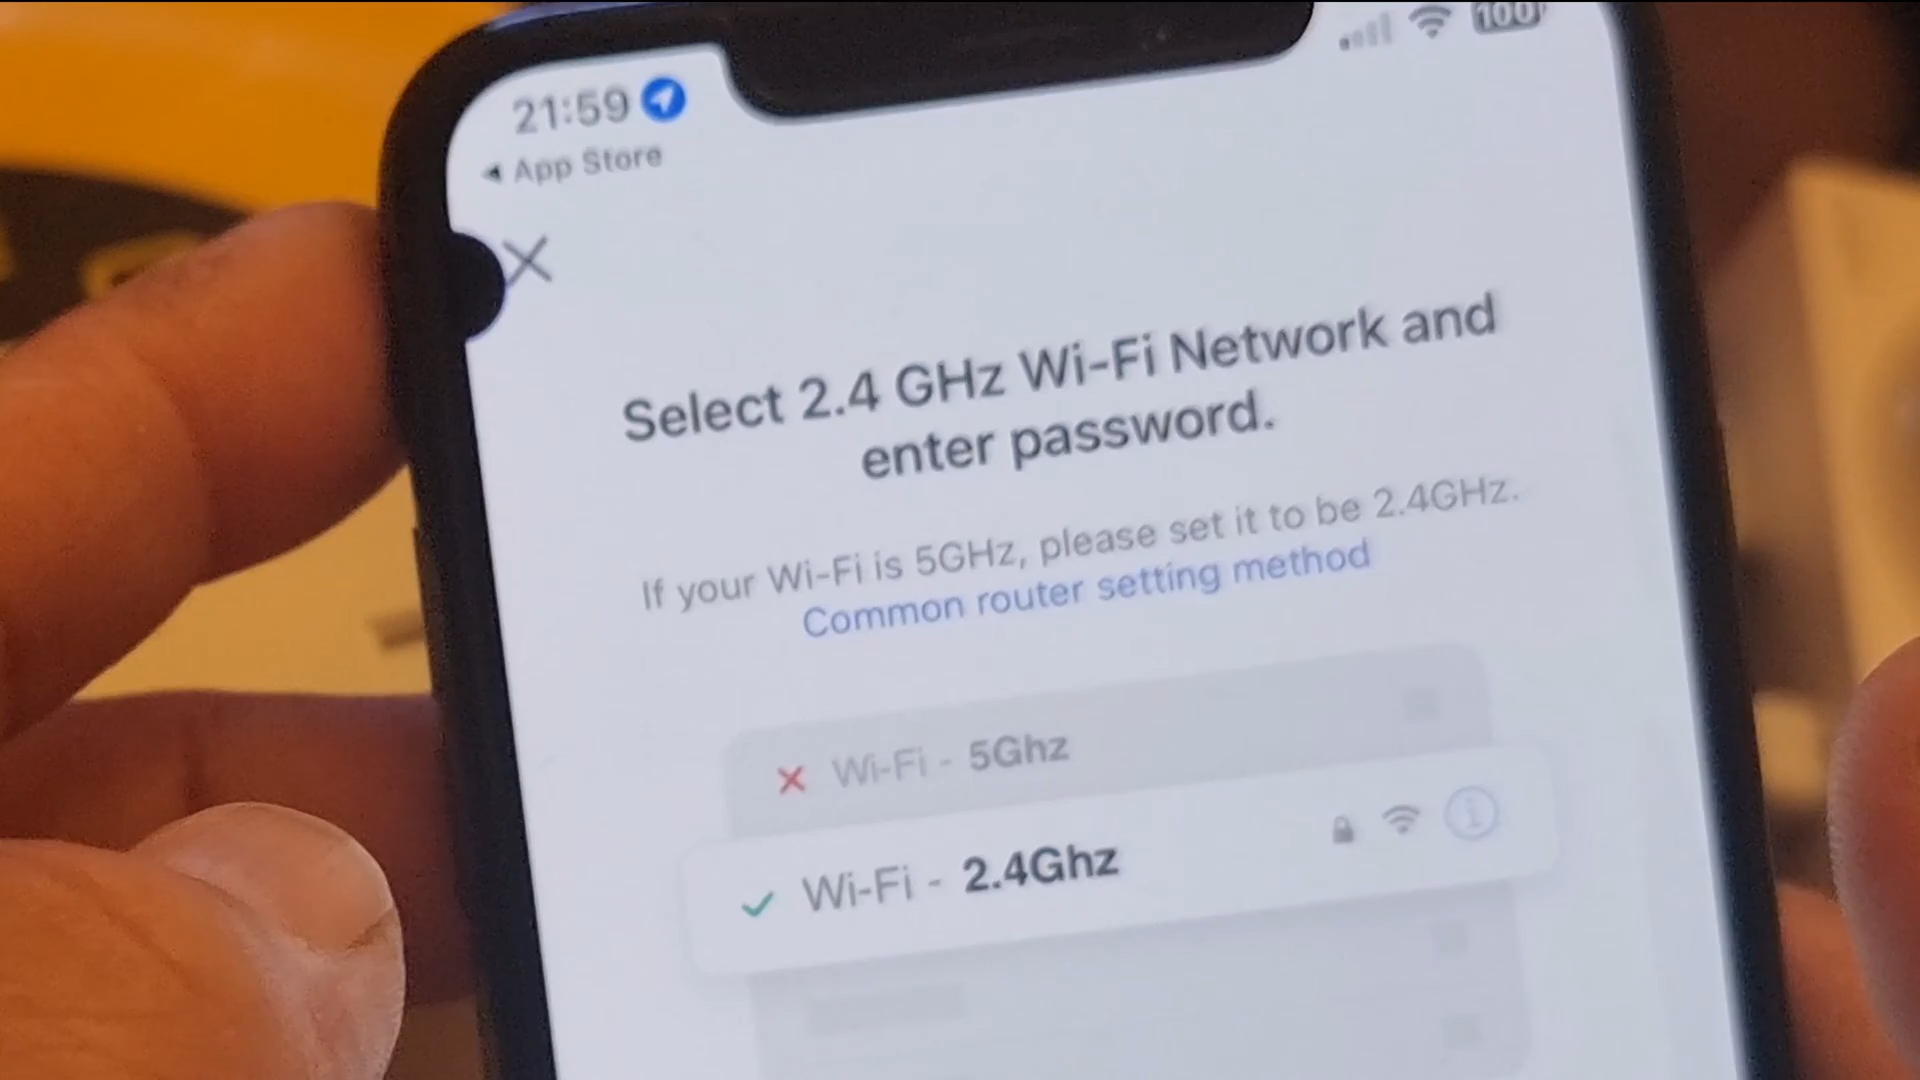 21:59
100
◀ App Store
Select 2.4 GHz Wi-Fi Network and
enter password.
If your Wi-Fi is 5GHz, please set it to be 2.4GHz.
Common router setting method
Wi-Fi - 5Ghz
Wi-Fi - 2.4Ghz